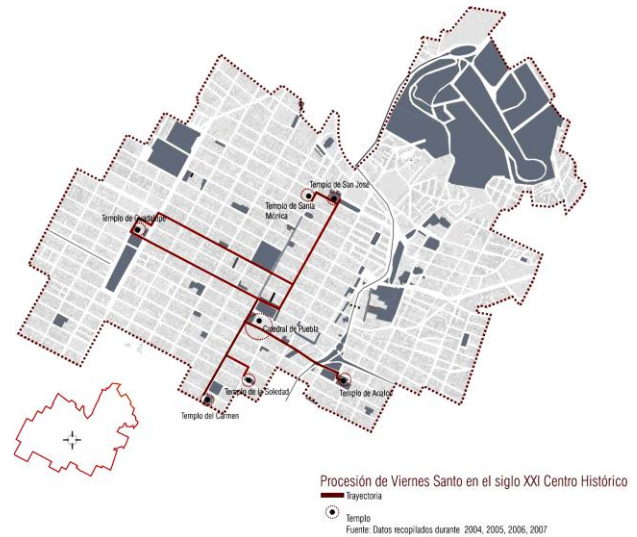 Templo de San José
Templo de Santa
Mónica
Templo de Guadalupe
Catedral de Puebla
Templo de la Soledad
Templo de Analco
Templo del Carmen
Procesión de Viernes Santo en el siglo XXI Centro Histórico
Trayectoria
Templo
Fuente: Datos recopilados durante 2004, 2005, 2006, 2007